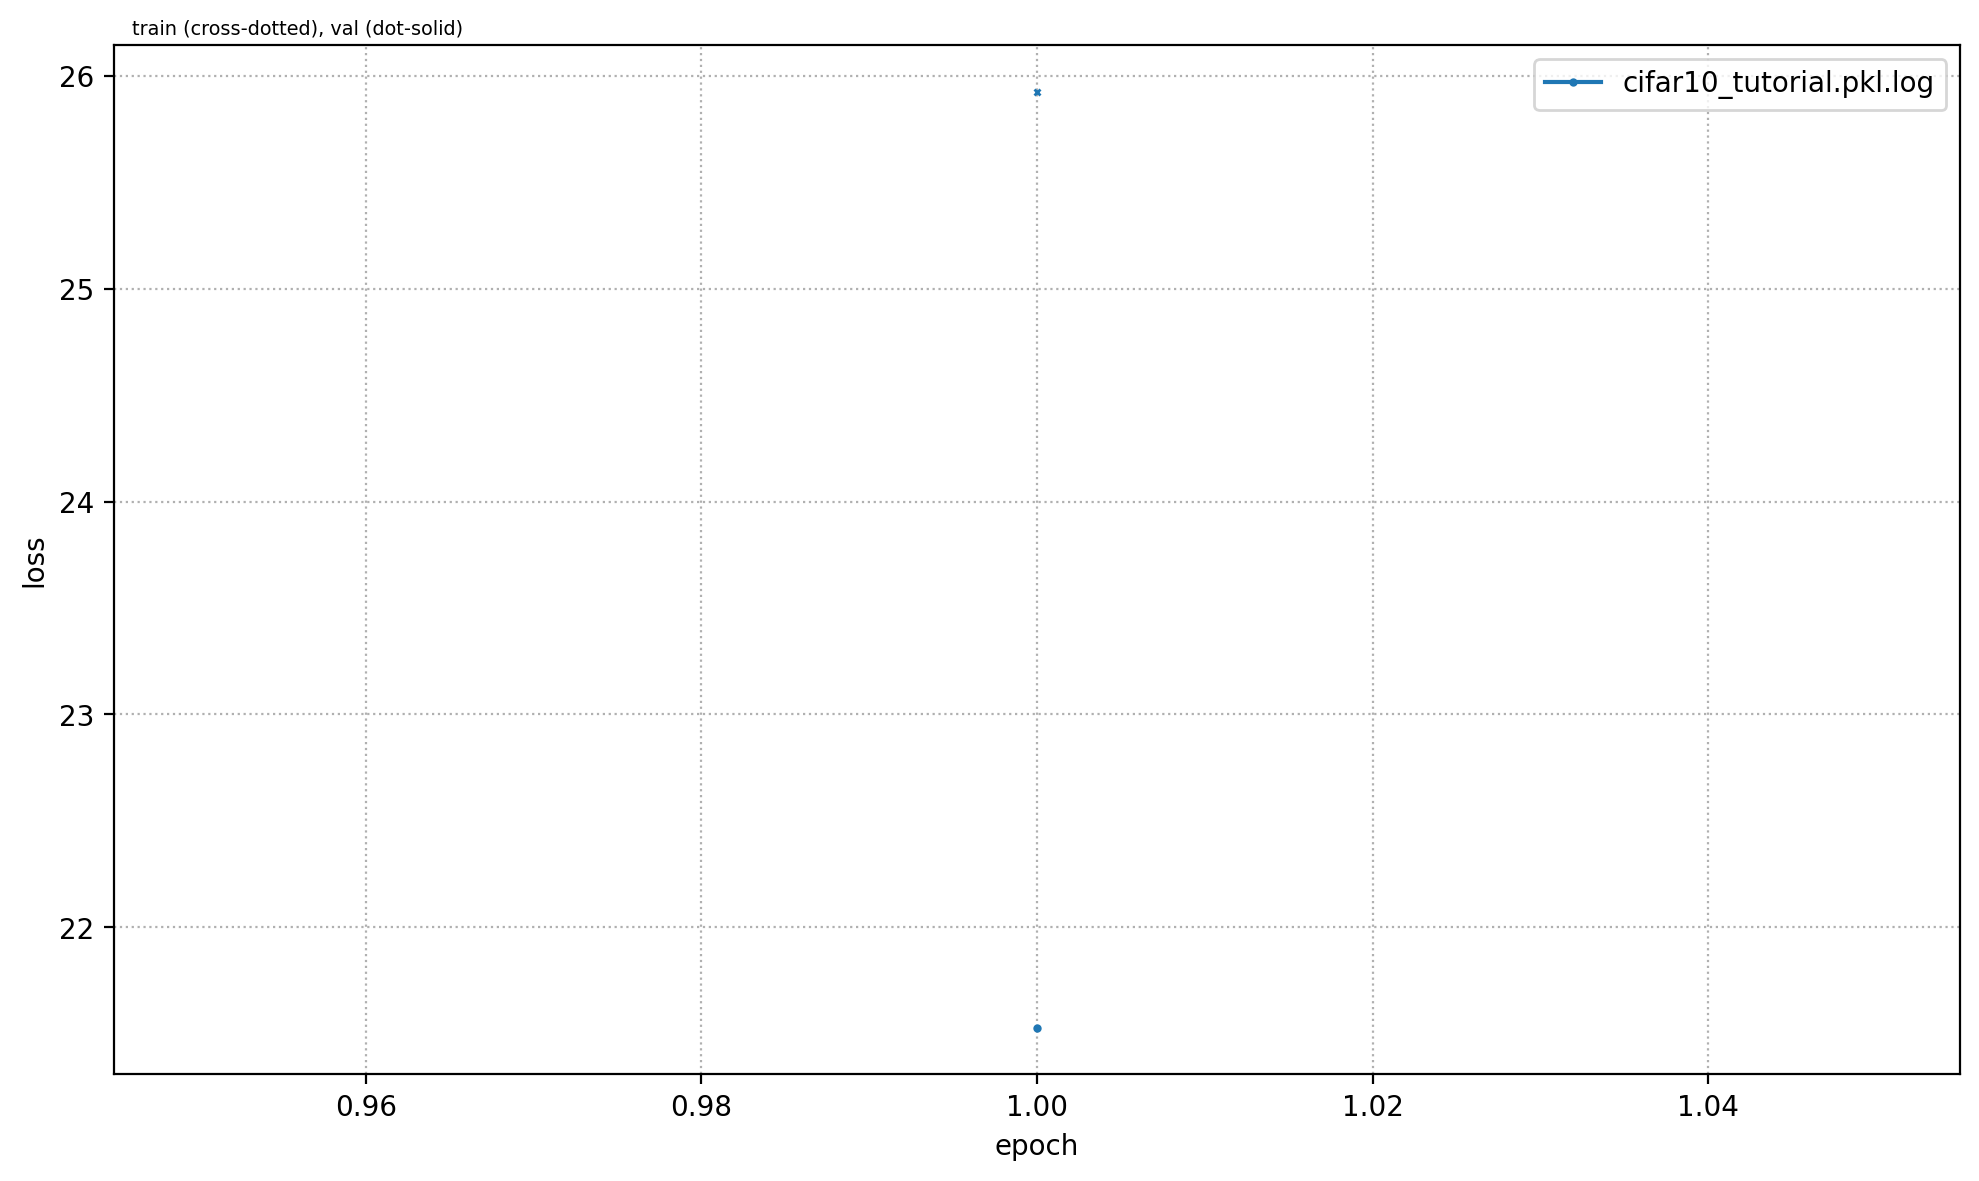 train (cross-dotted), val (dot-solid)
cifar10_tutorial.pkl.log
26
25
24
23
22
loss
0.96 0.98 1.00 1.02 1.04
epoch